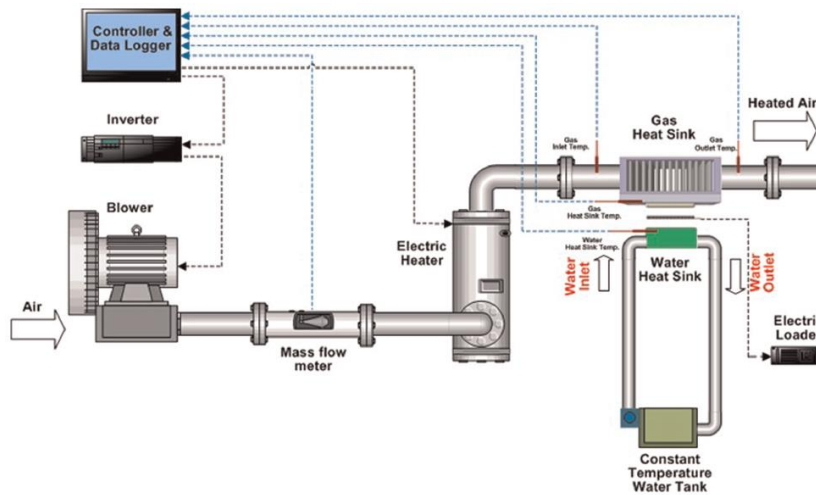 Controller &
Data Logger
Inverter
Blower
Air
Mass flow
meter
Electric
Heater
Gas
Inlet Temp.
Gas
Heat Sink
Gas
Outlet Temp.
Heated Air
Gas
Heat Sink Temp.
Water
Heat Sink Temp.
Water
Inlet
Water
Heat Sink
Water
Outlet
Electric
Loade
Constant
Temperature
Water Tank